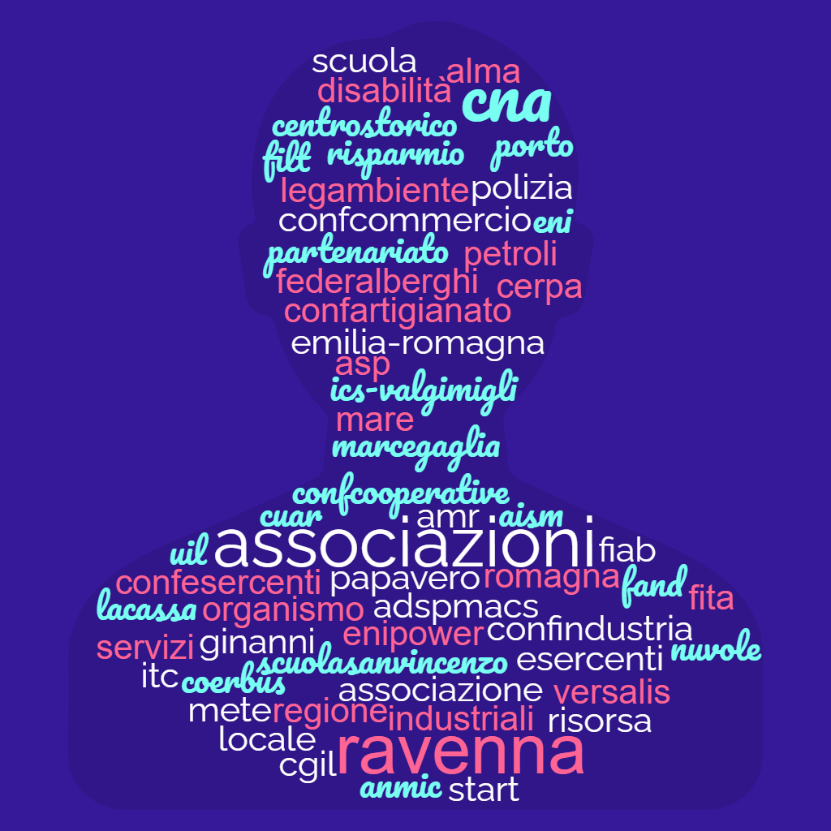 scuola
alma
disabilità
cna
centrostorico
filt risparmio porto
legambiente polizia
confcommercio eni
partenariato petroli
federalberghi cerpa
confartigianato
emilia-romagna
asp
ics-valgimigli
mare
marcegaglia
confcooperative
cuar amr aism
uil associazioni fiab
confesercenti papavero romagna fand fita
lacassa organismo adspmacs
servizi ginanni enipower confindustria nuvole
itc coerbus scuolasanvincenzo esercenti
associazione versalis
mete regione industriali risorsa
locale
cgil ravenna
anmic start